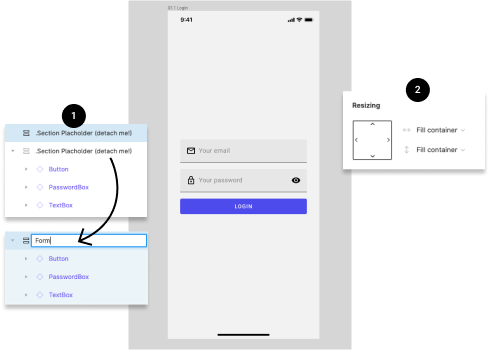 01 | Login
9:41
1
.Section Placholder (detach me!)
.Section Placholder (detach me!)
Button
PasswordBox
TextBox
Form
Button
PasswordBox
TextBox
Your email
Your password
LOGIN
2
Resizing
Fill container
Fill container